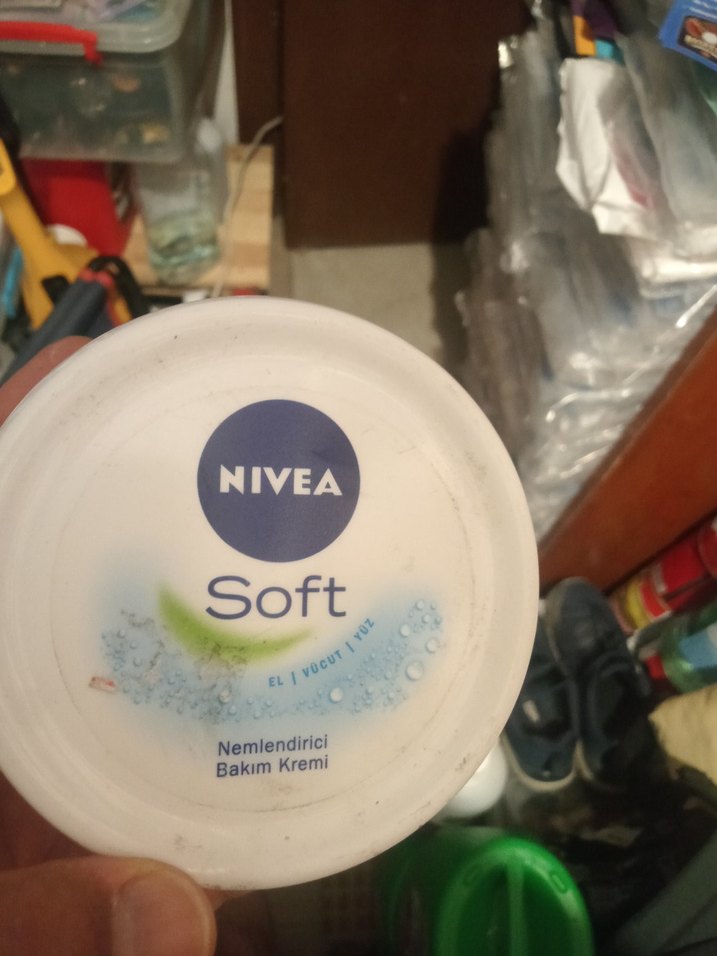 NIVEA
Soft
EL | VÜCUT | YÜZ
Nemlendirici
Bakım Kremi